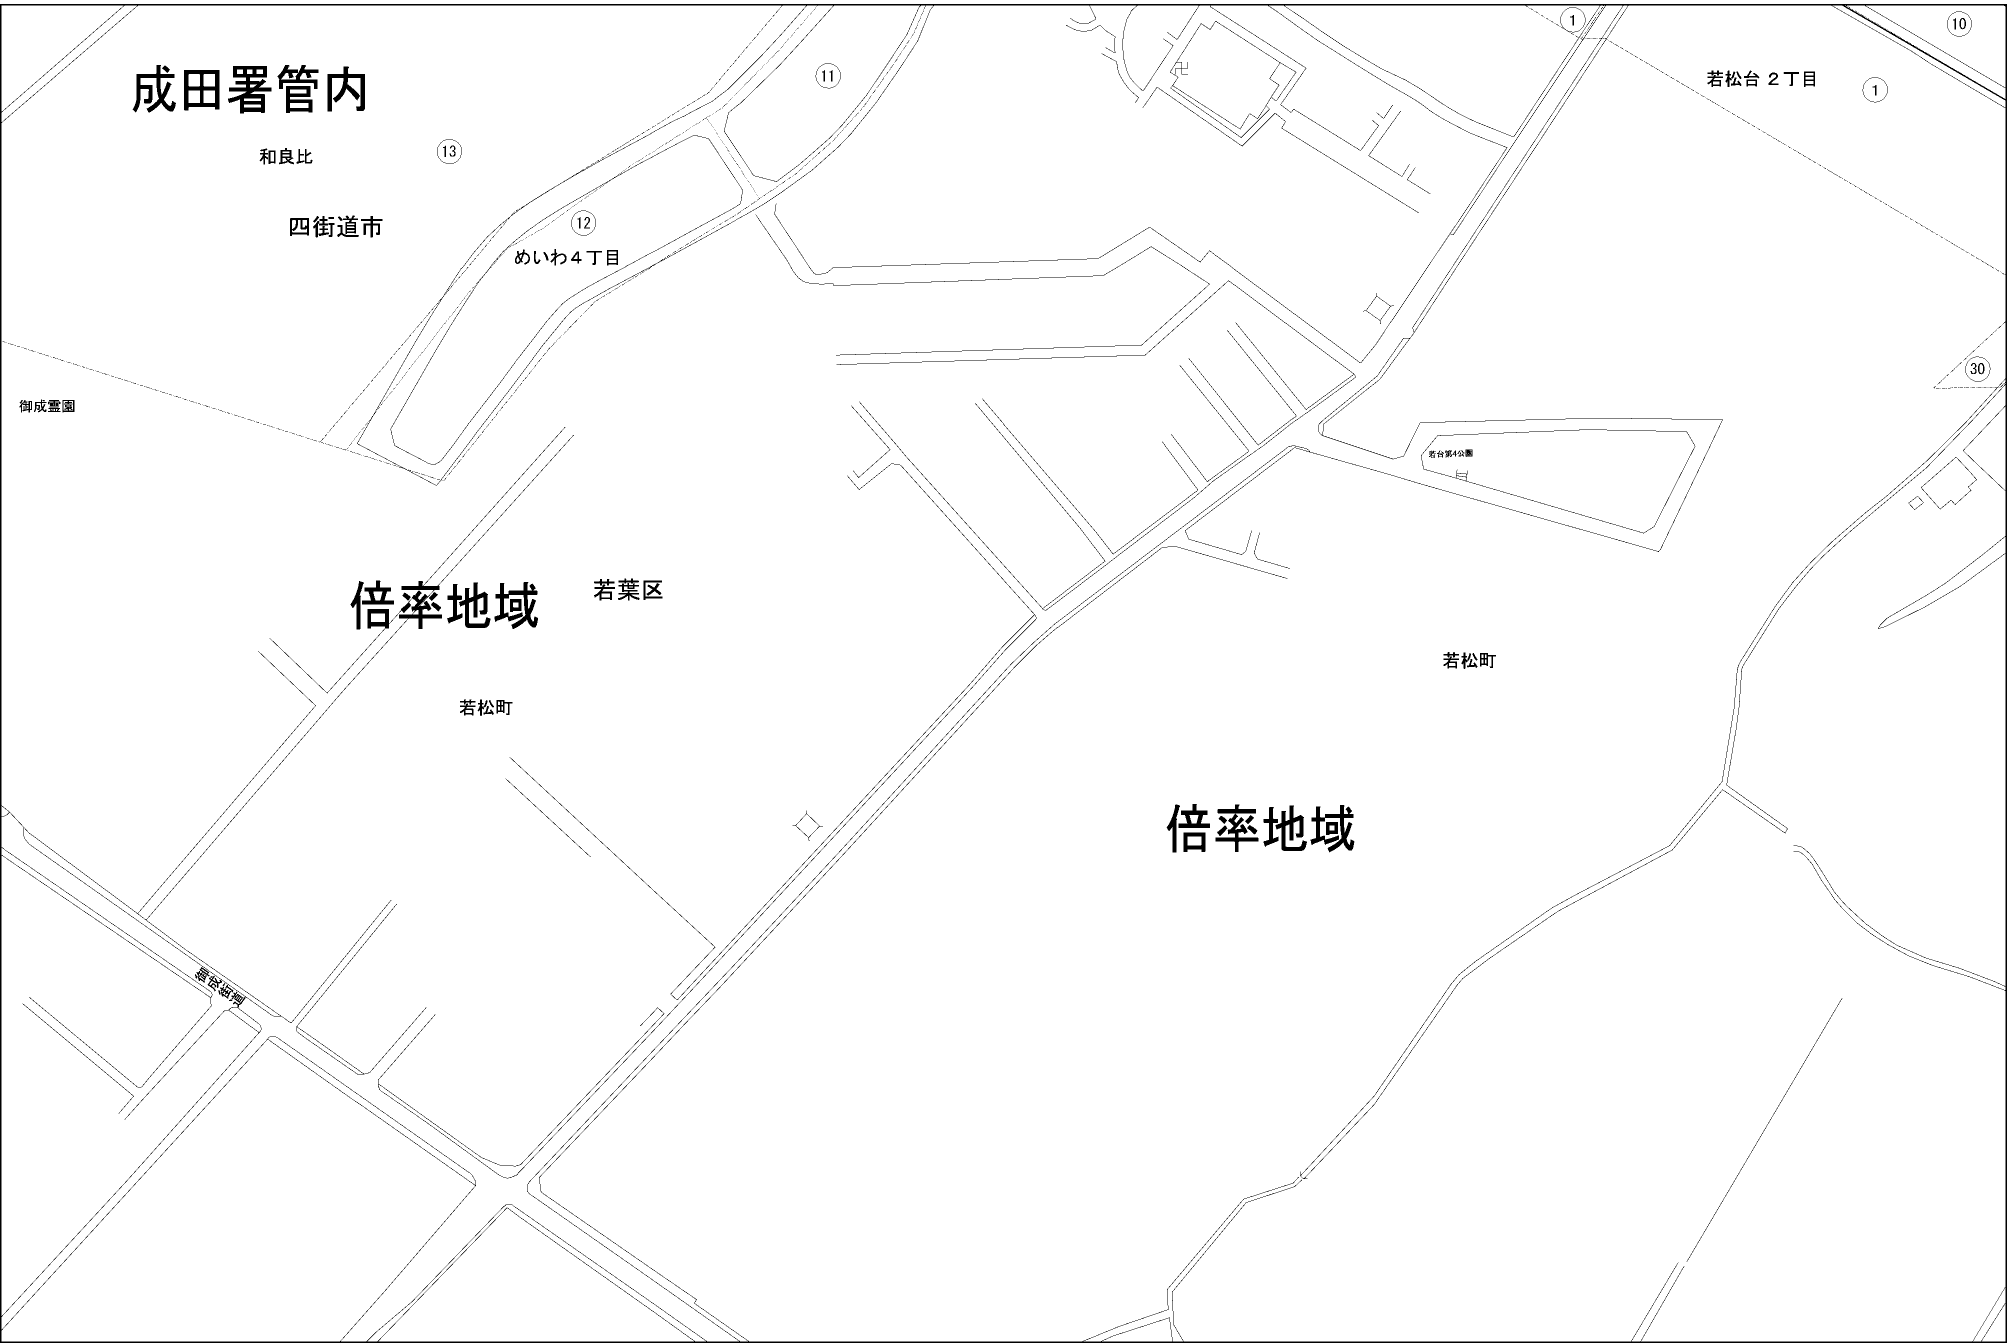 1
10
成田署管内
11
若松台２丁目
1
和良比
13
四街道市
12
めいわ４丁目
30
御成霊園
若台第4公園
倍率地域
若葉区
若松町
若松町
倍率地域
御成街道